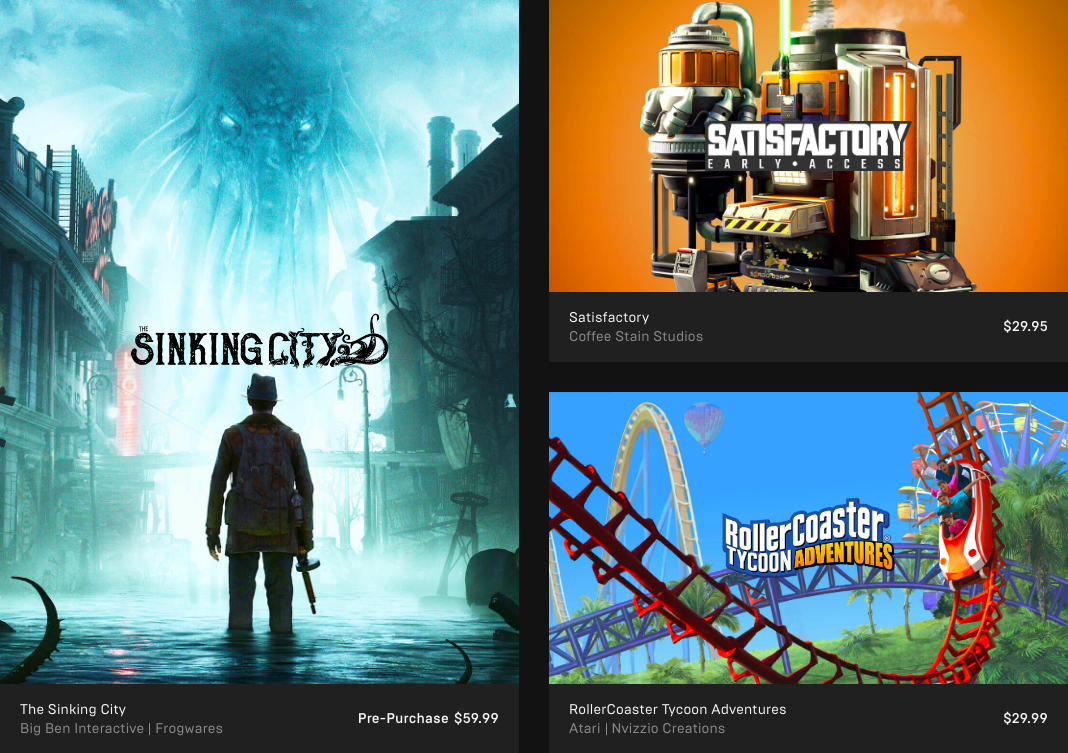 THE
SINKING CITY
The Sinking City
Big Ben Interactive | Frogwares
Pre-Purchase $59.99
SATISFACTORY
EARLY • ACCESS
Satisfactory
Coffee Stain Studios
$29.95
RollerCoaster
TYCOON ADVENTURES
RollerCoaster Tycoon Adventures
Atari | Nvizzio Creations
$29.99